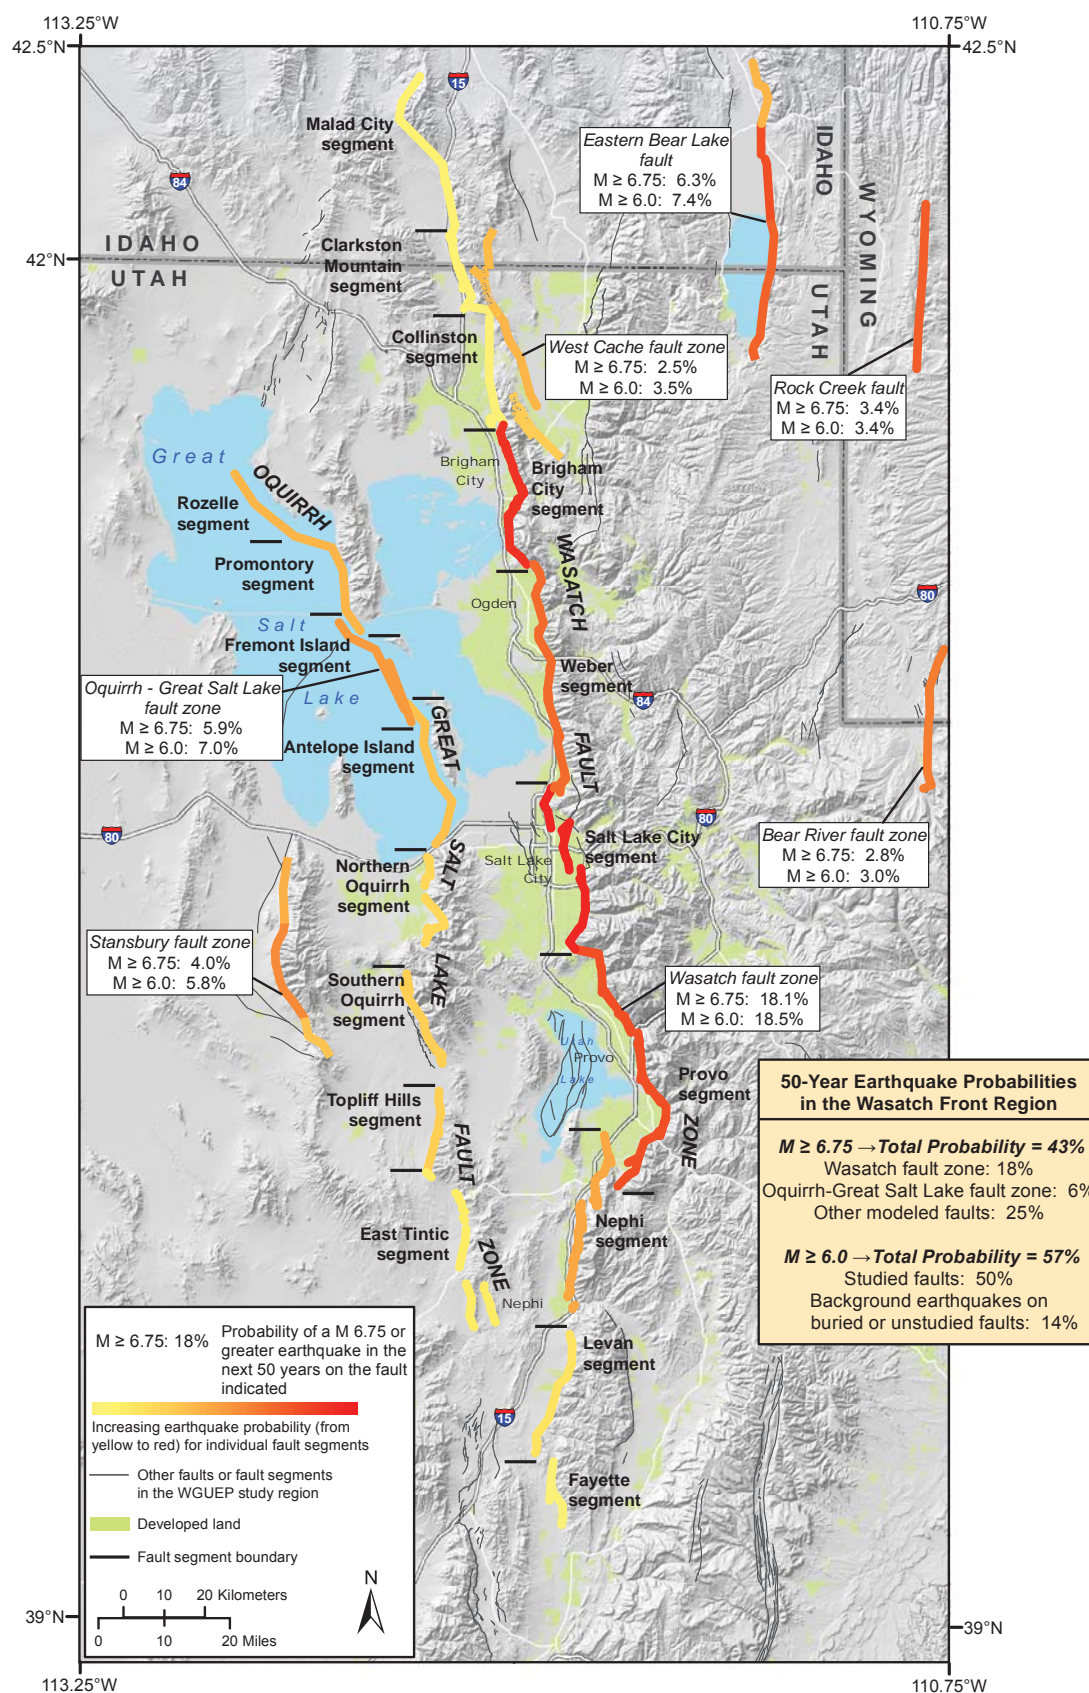 113.25°W
110.75°W
42.5°N
42.5°N
15
Malad City
segment
Eastern Bear Lake
fault
M ≥ 6.75: 6.3%
M ≥ 6.0: 7.4%
IDAHO
WYOMING
84
IDAHO
UTAH
42°N
Clarkston
Mountain
segment
UTAH
Collinston
segment
West Cache fault zone
M ≥ 6.75: 2.5%
M ≥ 6.0: 3.5%
Rock Creek fault
M ≥ 6.75: 3.4%
M ≥ 6.0: 3.4%
Great
OQUIRRH
Brigham
City
Brigham
City
segment
Rozelle
segment
WASATCH
Promontory
segment
80
Ogden
Salt
Fremont Island
segment
Weber
segment
Oquirrh - Great Salt Lake
fault zone
M ≥ 6.75: 5.9%
M ≥ 6.0: 7.0%
Lake
84
GREAT
Antelope Island
segment
FAULT
80
80
Salt Lake City
segment
Bear River fault zone
M ≥ 6.75: 2.8%
M ≥ 6.0: 3.0%
SALT
Salt Lake
City
Northern
Oquirrh
segment
Stansbury fault zone
M ≥ 6.75: 4.0%
M ≥ 6.0: 5.8%
LAKE
Southern
Oquirrh
segment
Wasatch fault zone
M ≥ 6.75: 18.1%
M ≥ 6.0: 18.5%
Utah
Provo
Lake
Provo
segment
ZONE
Topliff Hills
segment
FAULT
50-Year Earthquake Probabilities
in the Wasatch Front Region
M ≥ 6.75 →Total Probability = 43%
Wasatch fault zone: 18%
Oquirrh-Great Salt Lake fault zone: 6%
Other modeled faults: 25%
M ≥ 6.0 →Total Probability = 57%
Studied faults: 50%
Background earthquakes on
buried or unstudied faults: 14%
Nephi
segment
East Tintic
segment
ZONE
Nephi
Levan
segment
15
Fayette
segment
M ≥ 6.75: 18%
Probability of a M 6.75 or
greater earthquake in the
next 50 years on the fault
indicated
Increasing earthquake probability (from
yellow to red) for individual fault segments
Other faults or fault segments
in the WGUEP study region
Developed land
Fault segment boundary
0 10 20 Kilometers
0 10 20 Miles
N
39°N
39°N
113.25°W
110.75°W